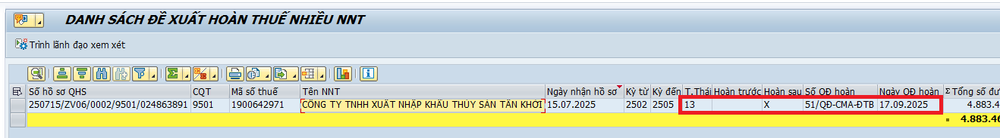 DANH SÁCH ĐỀ XUẤT HOÀN THUẾ NHIỀU NNT
Trình lãnh đạo xem xét
Số hồ sơ QHS CQT Mã số thuế Tên NNT Ngày nhận hồ sơ Kỳ từ Kỳ đến T.Thái Hoàn trước Hoàn sau Số QĐ hoàn Ngày QĐ hoàn Σ Tổng số đư
250715/ZV06/0002/9501/024863891 9501 1900642971 CÔNG TY TNHH XUẤT NHẬP KHẨU THỦY SẢN TẤN KHỞI 15.07.2025 2502 2505 13 X 51/QĐ-CMA-ĐTB 17.09.2025 4.883.46
4.883.46